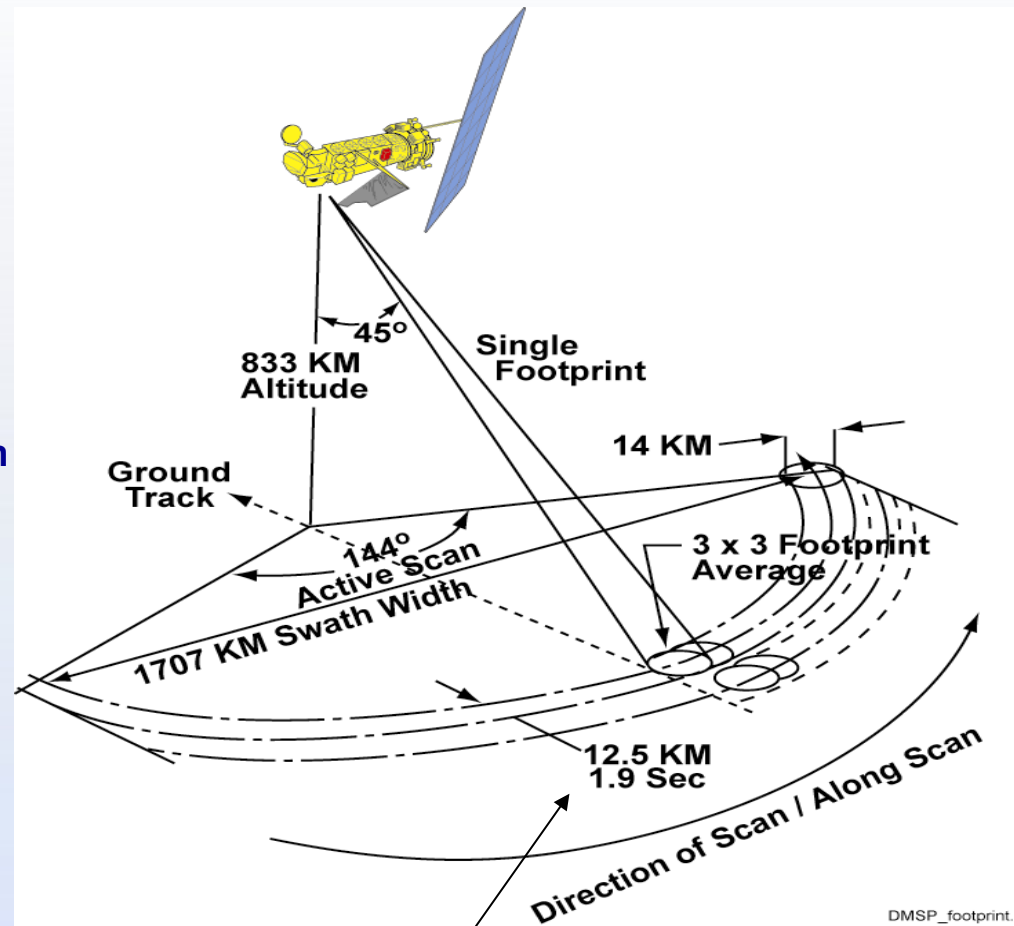 45°
833 KM
Altitude
Single
Footprint
14 KM
Ground
Track
144°
Active Scan
1707 KM Swath Width
3 x 3 Footprint
Average
12.5 KM
1.9 Sec
Direction of Scan / Along Scan
DMSP_footprint.